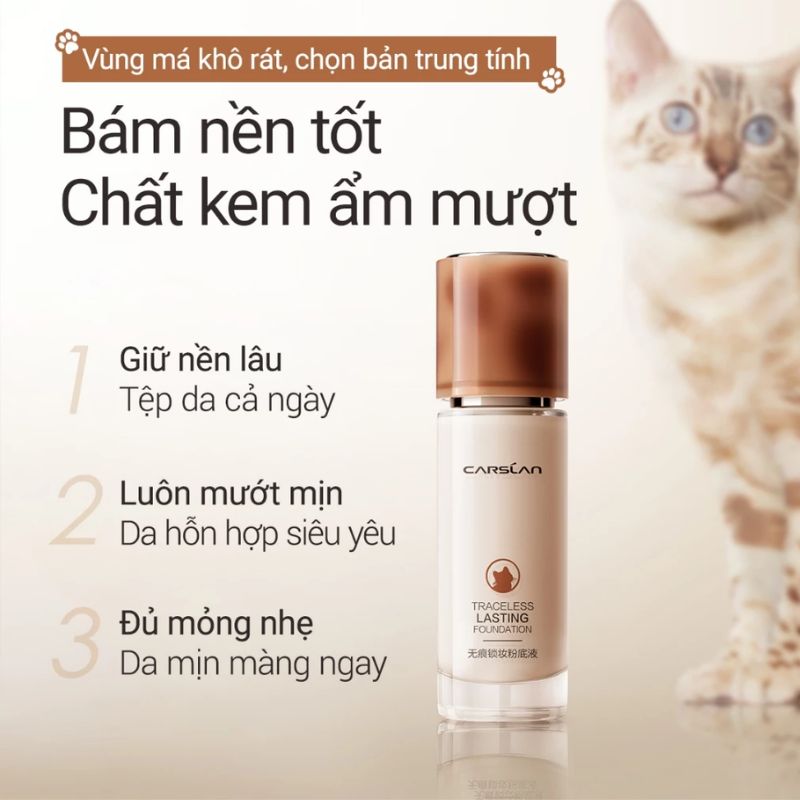 Vùng má khô rát, chọn bản trung tính
Bám nền tốt
Chất kem ẩm mượt
1
Giữ nền lâu
Tệp da cả ngày
2
Luôn mướt mịn
Da hỗn hợp siêu yêu
3
Đủ mỏng nhẹ
Da mịn màng ngay
CARSLAN
TRACELESS
LASTING
FOUNDATION
无痕锁妆粉底液